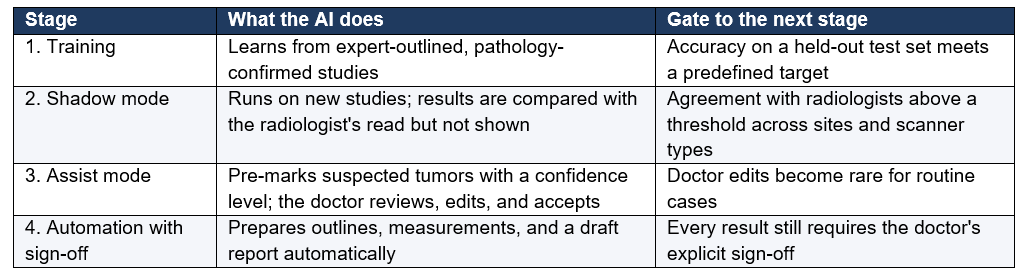 Stage
What the AI does
Gate to the next stage
1. Training
Learns from expert-outlined, pathology-
confirmed studies
Accuracy on a held-out test set meets
a predefined target
2. Shadow mode
Runs on new studies; results are compared with
the radiologist's read but not shown
Agreement with radiologists above a
threshold across sites and scanner
types
3. Assist mode
Pre-marks suspected tumors with a confidence
level; the doctor reviews, edits, and accepts
Doctor edits become rare for routine
cases
4. Automation with
sign-off
Prepares outlines, measurements, and a draft
report automatically
Every result still requires the doctor's
explicit sign-off